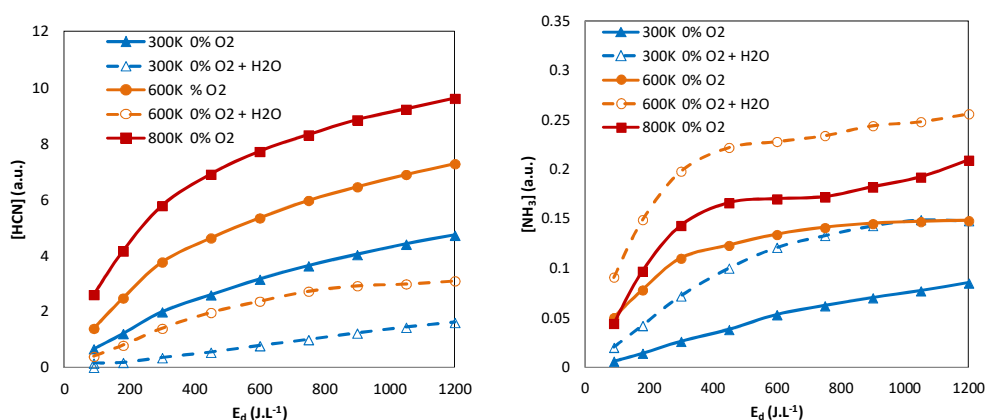 12
10
8
6
4
2
0
[HCN] (a.u.)
300K 0% O2
300K 0% O2 + H2O
600K % O2
600K 0% O2 + H2O
800K 0% O2
0 200 400 600 800 1000 1200
E_d (J.L⁻¹)
0.35
0.3
0.25
0.2
0.15
0.1
0.05
0
[NH₃] (a.u.)
300K 0% O2
300K 0% O2 + H2O
600K 0% O2
600K 0% O2 + H2O
800K 0% O2
0 200 400 600 800 1000 1200
E_d (J.L⁻¹)